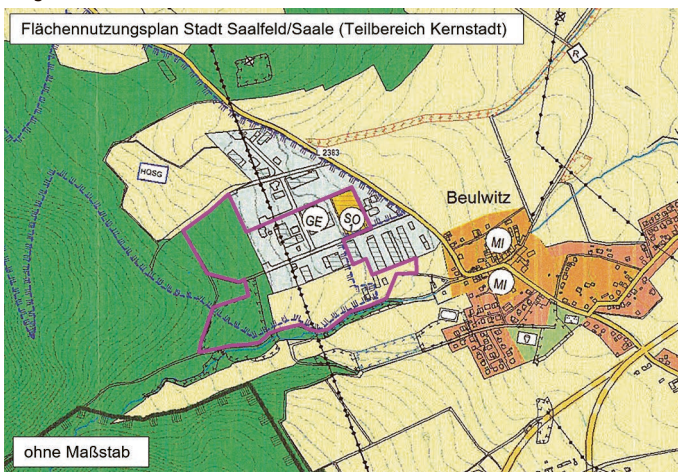 Flächennutzungsplan Stadt Saalfeld/Saale (Teilbereich Kernstadt)
R
2363
HQSG
Beulwitz
GE
SO
MI
MI
ohne Maßstab